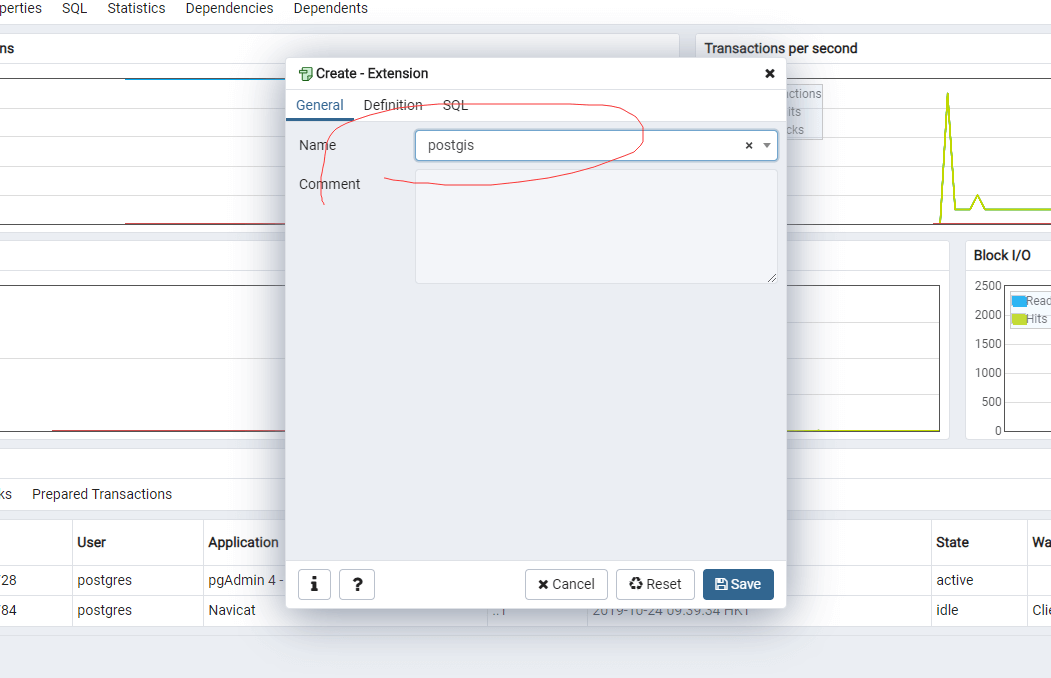 perties SQL Statistics Dependencies Dependents
ns
Transactions per second
Create - Extension
General Definition SQL
Name postgis
Comment
ctions
its
cks
Block I/O
2500
2000
1500
1000
500
0
Read
Hits
ks Prepared Transactions
User Application State Wa
28 postgres pgAdmin 4 - active
84 postgres Navicat ..1 2019-10-24 09:39:34 HKT idle Clie
Cancel Reset Save